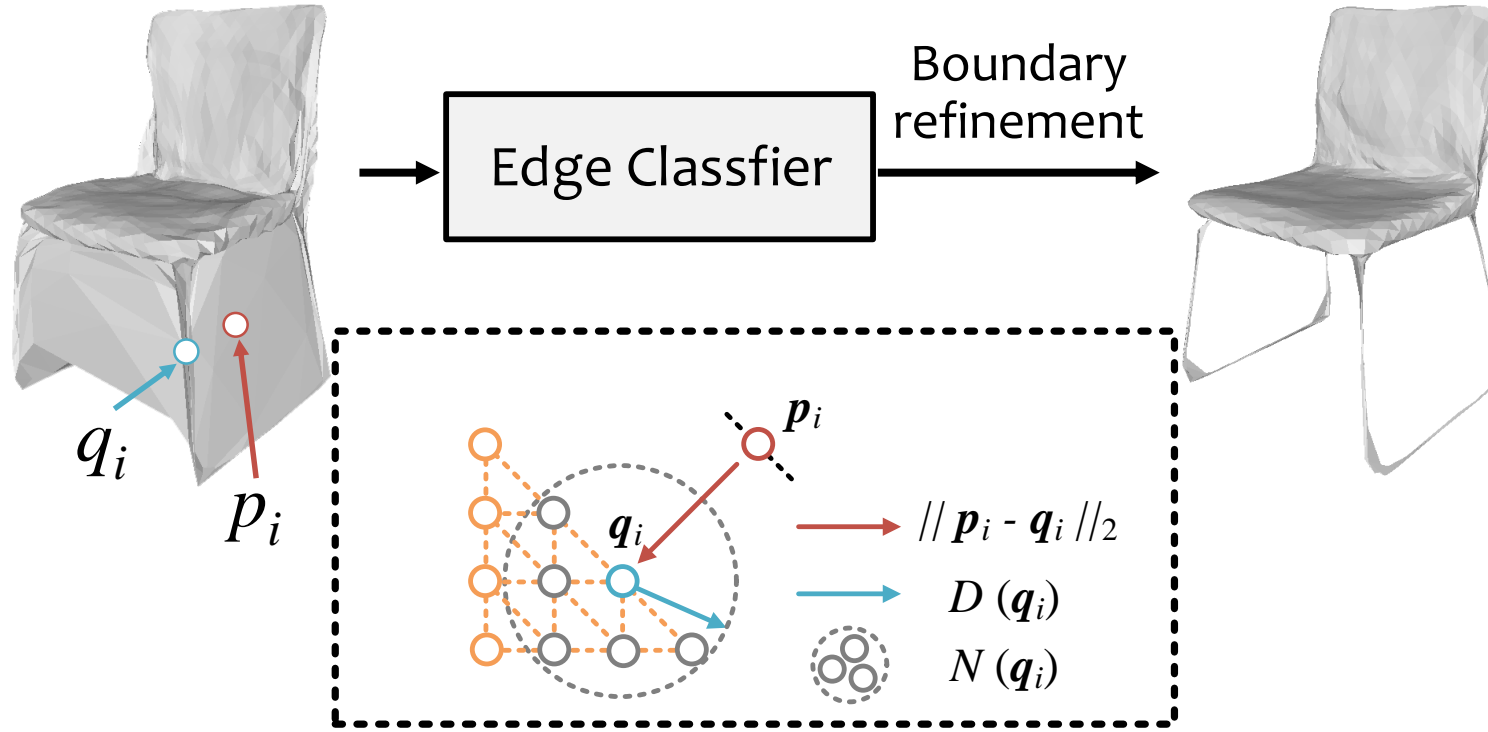 Boundary
refinement
Edge Classfier
q_i
p_i
p_i
q_i
// p_i - q_i //_2
D (q_i)
N (q_i)